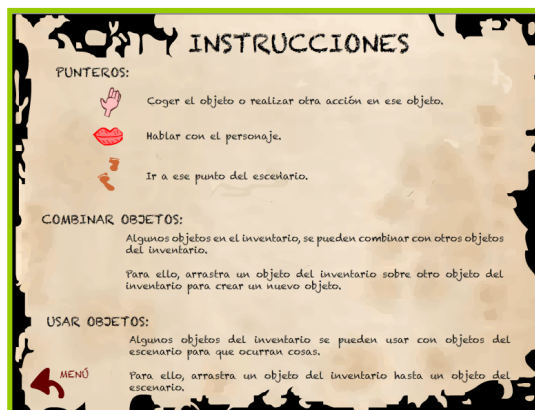 INSTRUCCIONES
PUNTEROS:
Coger el objeto o realizar otra acción en ese objeto.
Hablar con el personaje.
Ir a ese punto del escenario.
COMBINAR OBJETOS:
Algunos objetos en el inventario, se pueden combinar con otros objetos
del inventario.
Para ello, arrastra un objeto del inventario sobre otro objeto del
inventario para crear un nuevo objeto.
USAR OBJETOS:
Algunos objetos del inventario se pueden usar con objetos del
escenario para que ocurran cosas.
Para ello, arrastra un objeto del inventario hasta un objeto del
escenario.
MENÚ